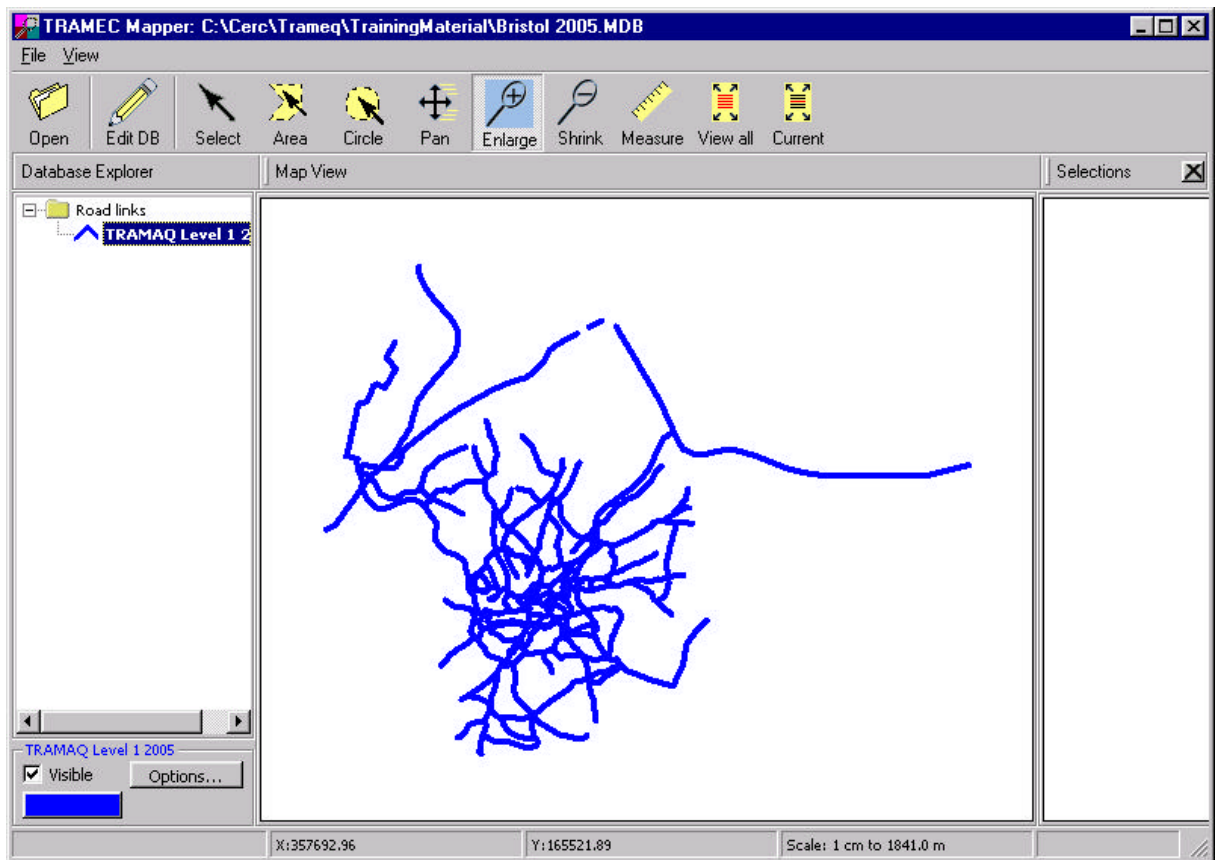 TRAMEC Mapper: C:\Cerc\Trameq\TrainingMaterial\Bristol 2005.MDB
File View
Open Edit DB Select Area Circle Pan Enlarge Shrink Measure View all Current
Database Explorer Map View Selections
Road links
TRAMAQ Level 1 2
TRAMAQ Level 1 2005
Visible Options...
X:357692.96 Y:165521.89 Scale: 1 cm to 1841.0 m